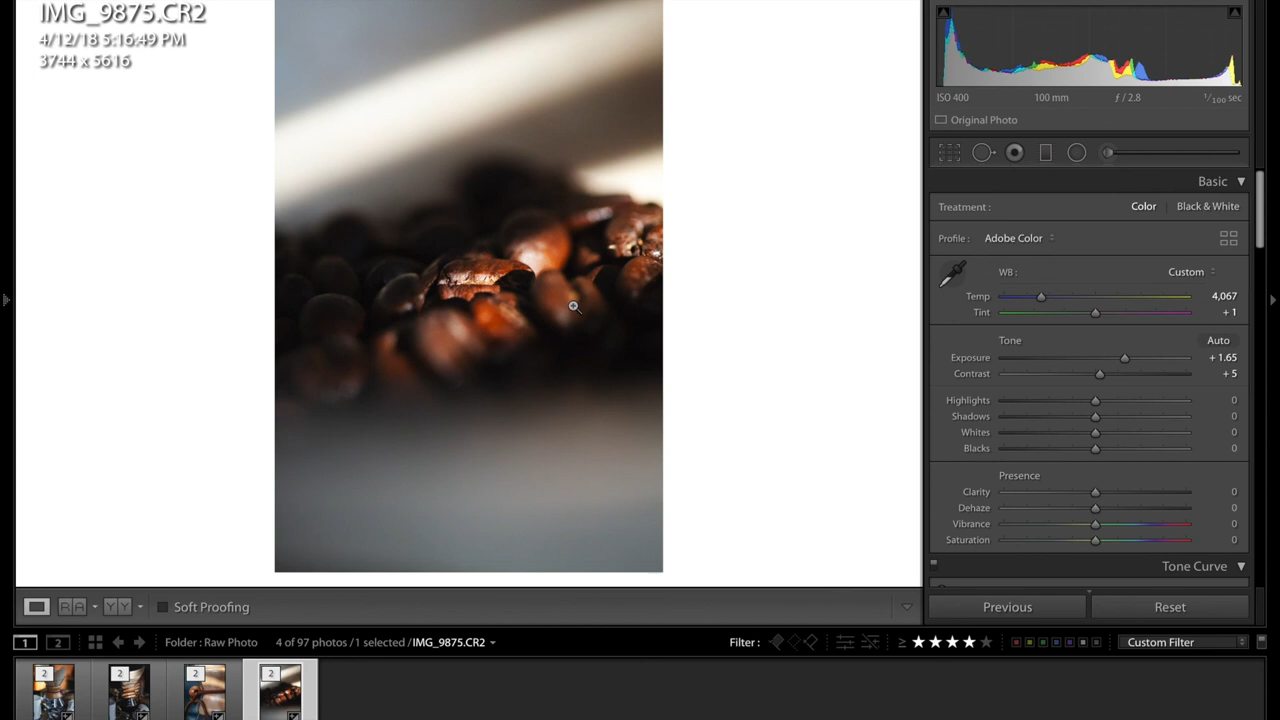 IMG_9875.CR2
4/12/18 5:16:49 PM
3744 x 5616
ISO 400 100 mm ƒ / 2.8 1/100 sec
Original Photo
Basic
Treatment : Color Black & White
Profile : Adobe Color
WB : Custom
Temp 4,067
Tint + 1
Tone Auto
Exposure + 1.65
Contrast + 5
Highlights 0
Shadows 0
Whites 0
Blacks 0
Presence
Clarity 0
Dehaze 0
Vibrance 0
Saturation 0
Tone Curve
R A Y Y Soft Proofing
Previous Reset
1 2 Folder : Raw Photo 4 of 97 photos /1 selected /IMG_9875.CR2 Filter : ≥ ★★★★★ Custom Filter
2 2 2 2